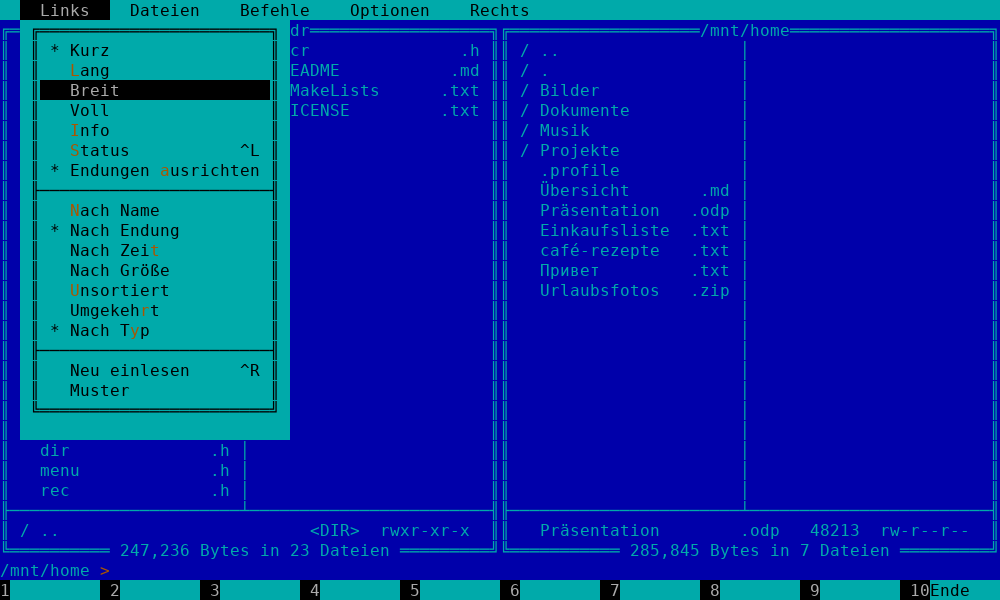 Links    Dateien    Befehle    Optionen    Rechts
dr    /mnt/home
* Kurz    cr    .h    / ..
Lang    EADME    .md    / .
Breit    MakeLists    .txt    / Bilder
Voll    ICENSE    .txt    / Dokumente
Info    / Musik
Status    ^L    / Projekte
* Endungen ausrichten    .profile
Übersicht    .md
Nach Name    Präsentation    .odp
* Nach Endung    Einkaufsliste    .txt
Nach Zeit    café-rezepte    .txt
Nach Größe    Привет    .txt
Unsortiert    Urlaubsfotos    .zip
Umgekehrt
* Nach Typ
Neu einlesen    ^R
Muster
dir    .h
menu    .h
rec    .h
/ ..    <DIR>    rwxr-xr-x    Präsentation    .odp    48213    rw-r--r--
247,236 Bytes in 23 Dateien    285,845 Bytes in 7 Dateien
/mnt/home >
1    2    3    4    5    6    7    8    9    10Ende